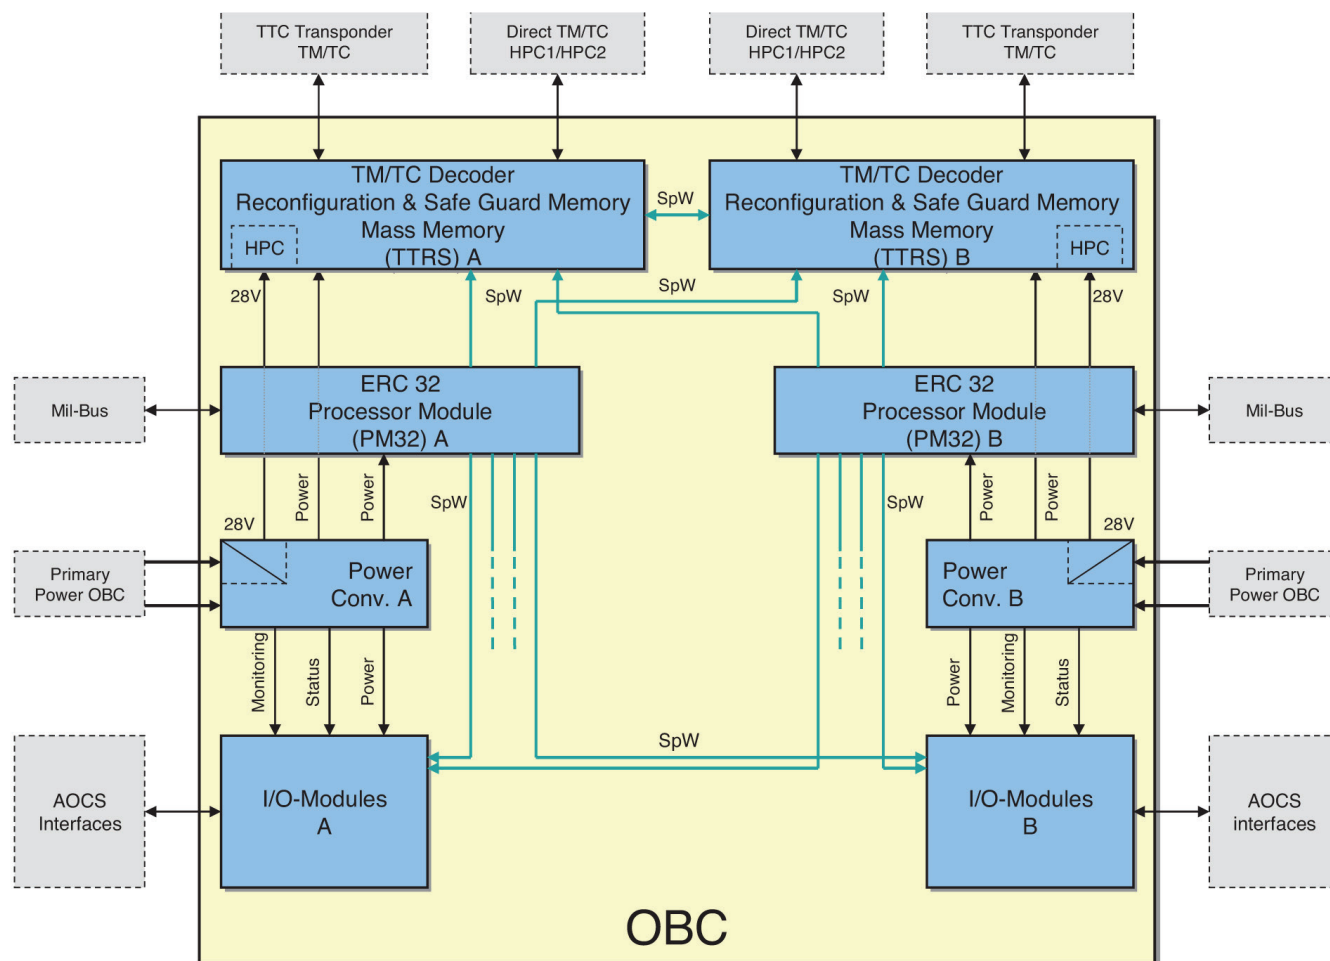 TTC Transponder
TM/TC
Direct TM/TC
HPC1/HPC2
Direct TM/TC
HPC1/HPC2
TTC Transponder
TM/TC
TM/TC Decoder
Reconfiguration & Safe Guard Memory
Mass Memory
(TTRS) A
HPC
SpW
TM/TC Decoder
Reconfiguration & Safe Guard Memory
Mass Memory
(TTRS) B
HPC
28V
SpW
SpW
SpW
28V
Mil-Bus
ERC 32
Processor Module
(PM32) A
ERC 32
Processor Module
(PM32) B
Mil-Bus
28V
Power
Power
SpW
SpW
Power
Power
28V
Primary
Power OBC
Power
Conv. A
Power
Conv. B
Primary
Power OBC
Monitoring
Status
Power
Power
Monitoring
Status
SpW
AOCS
Interfaces
I/O-Modules
A
I/O-Modules
B
AOCS
interfaces
OBC